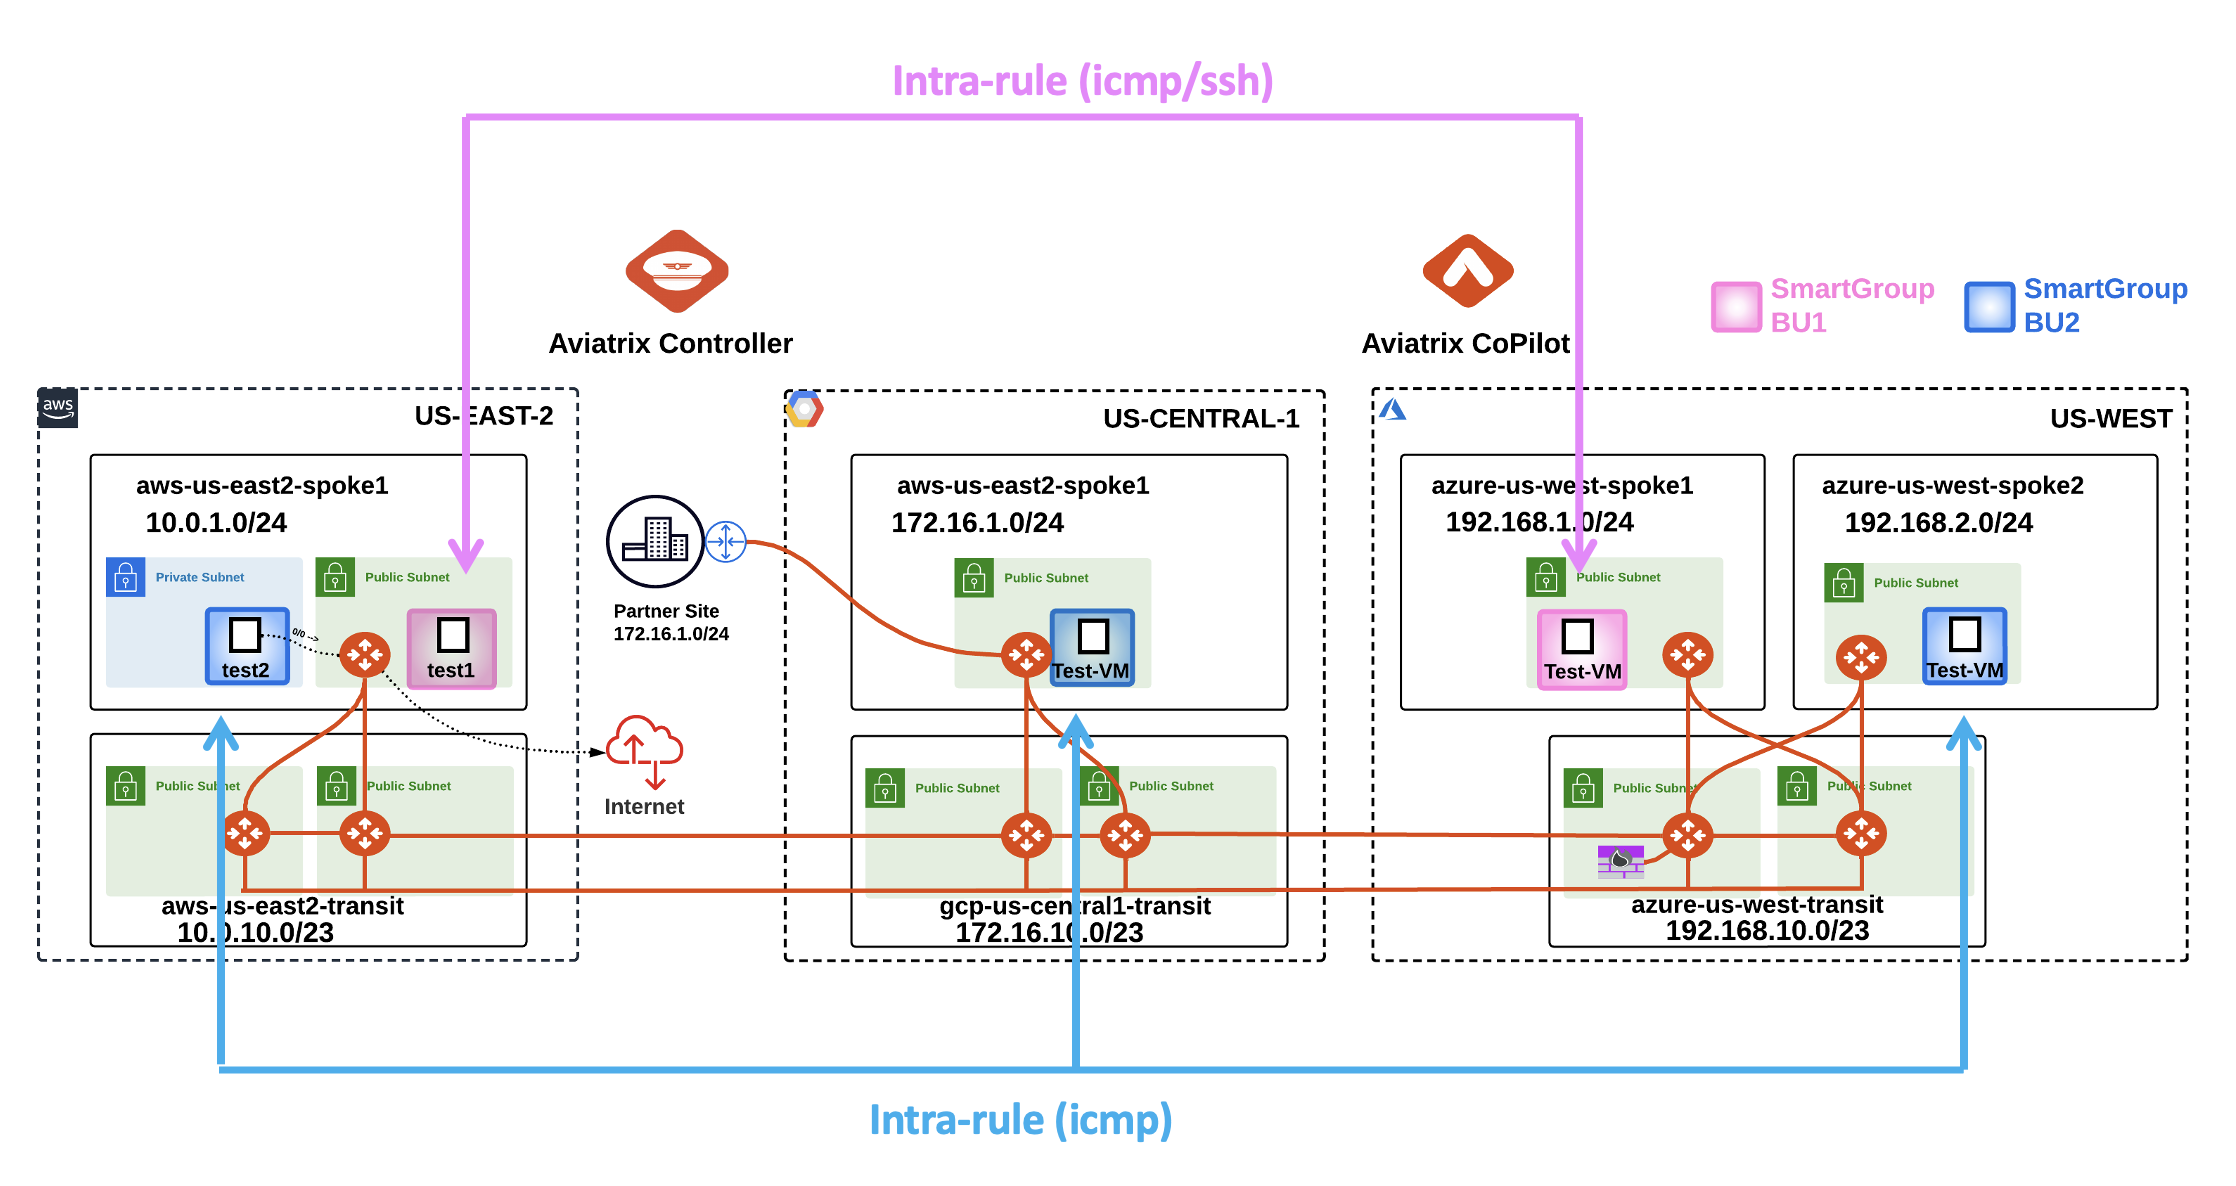 Intra-rule (icmp/ssh)
Aviatrix Controller
Aviatrix CoPilot
SmartGroup
BU1
SmartGroup
BU2
aws
US-EAST-2
aws-us-east2-spoke1
10.0.1.0/24
Private Subnet
Public Subnet
test2
0/0 -->
test1
Public Subnet
Public Subnet
aws-us-east2-transit
10.0.10.0/23
Partner Site
172.16.1.0/24
Internet
US-CENTRAL-1
aws-us-east2-spoke1
172.16.1.0/24
Public Subnet
Test-VM
Public Subnet
Public Subnet
gcp-us-central1-transit
172.16.10.0/23
US-WEST
azure-us-west-spoke1
192.168.1.0/24
Public Subnet
Test-VM
azure-us-west-spoke2
192.168.2.0/24
Public Subnet
Test-VM
Public Subnet
Public Subnet
azure-us-west-transit
192.168.10.0/23
Intra-rule (icmp)